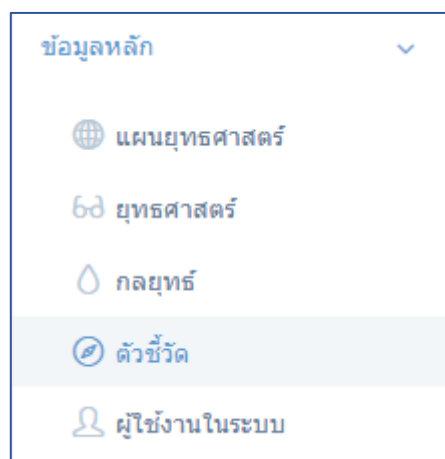 ข้อมูลหลัก
แผนยุทธศาสตร์
ยุทธศาสตร์
กลยุทธ์
ตัวชี้วัด
ผู้ใช้งานในระบบ